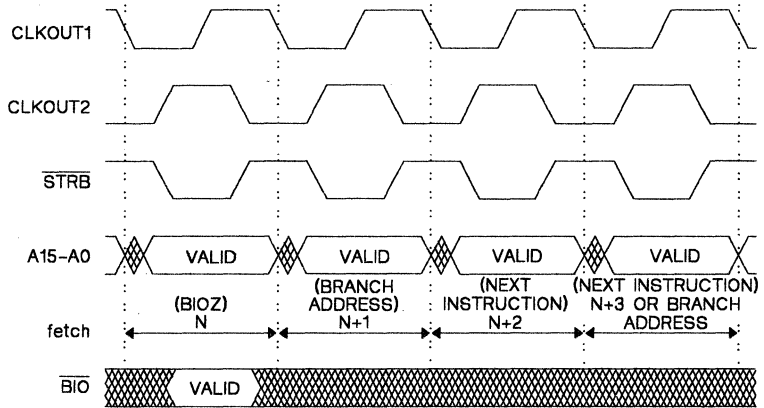 CLKOUT1
CLKOUT2
STRB
A15-A0
VALID VALID VALID VALID
(BIOZ)
N
(BRANCH
ADDRESS)
N+1
(NEXT
INSTRUCTION)
N+2
(NEXT INSTRUCTION)
N+3 OR BRANCH
ADDRESS
fetch
BIO
VALID